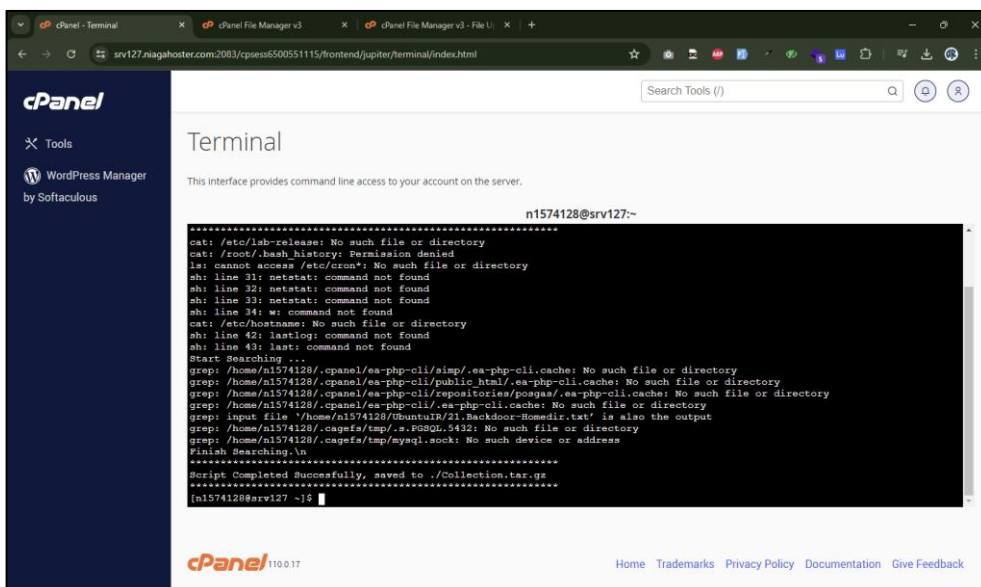 cPanel - Terminal
cPanel File Manager v3
cPanel File Manager v3 - File U
srv127.niagahoster.com:2083/cpsess6500551115/frontend/jupiter/terminal/index.html
cPanel
Search Tools (/)
Tools
WordPress Manager
by Softaculous
Terminal
This interface provides command line access to your account on the server.
n1574128@srv127:~
************************************************************
cat: /etc/lsb-release: No such file or directory
cat: /root/.bash_history: Permission denied
ls: cannot access /etc/cron*: No such file or directory
sh: line 31: netstat: command not found
sh: line 32: netstat: command not found
sh: line 33: netstat: command not found
sh: line 34: w: command not found
cat: /etc/hostname: No such file or directory
sh: line 42: lastlog: command not found
sh: line 43: last: command not found
Start Searching ...
grep: /home/n1574128/.cpanel/ea-php-cli/simp/.ea-php-cli.cache: No such file or directory
grep: /home/n1574128/.cpanel/ea-php-cli/public_html/.ea-php-cli.cache: No such file or directory
grep: /home/n1574128/.cpanel/ea-php-cli/repositories/posgas/.ea-php-cli.cache: No such file or directory
grep: /home/n1574128/.cpanel/ea-php-cli/.ea-php-cli.cache: No such file or directory
grep: input file '/home/n1574128/UbuntuIR/21.Backdoor-Homedir.txt' is also the output
grep: /home/n1574128/.cagefs/tmp/.s.PGSQL.5432: No such file or directory
grep: /home/n1574128/.cagefs/tmp/mysql.sock: No such device or address
Finish Searching.\n
************************************************************
Script Completed Succesfully, saved to ./Collection.tar.gz
************************************************************
[n1574128@srv127 ~]$
cPanel 110.0.17
Home Trademarks Privacy Policy Documentation Give Feedback